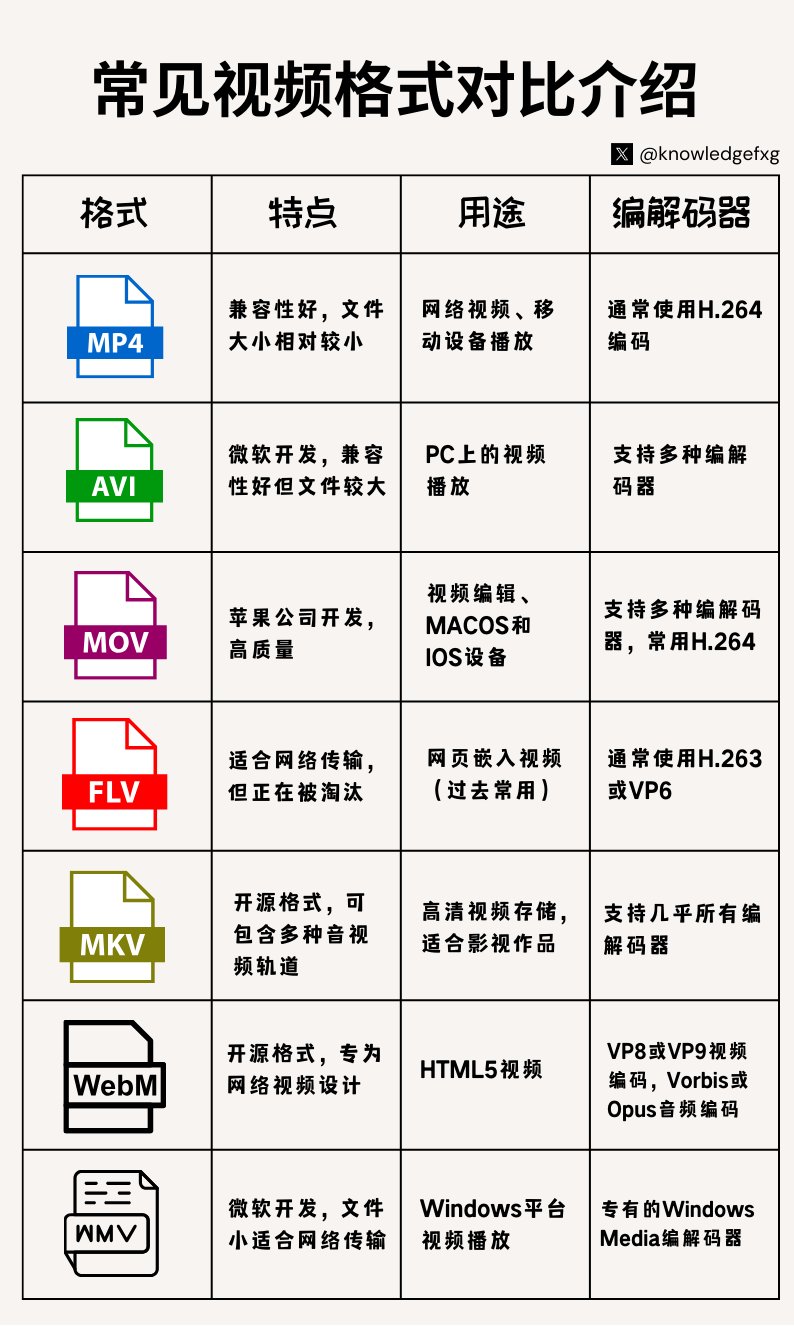 常见视频格式对比介绍
X @knowledgefxg
格式
特点
用途
编解码器
MP4
兼容性好，文件
大小相对较小
网络视频、移
动设备播放
通常使用H.264
编码
AVI
微软开发，兼容
性好但文件较大
PC上的视频
播放
支持多种编解
码器
MOV
苹果公司开发，
高质量
视频编辑、
MACOS和
IOS设备
支持多种编解码
器，常用H.264
FLV
适合网络传输，
但正在被淘汰
网页嵌入视频
（过去常用）
通常使用H.263
或VP6
MKV
开源格式，可
包含多种音视
频轨道
高清视频存储，
适合影视作品
支持几乎所有编
解码器
WebM
开源格式，专为
网络视频设计
HTML5视频
VP8或VP9视频
编码，Vorbis或
Opus音频编码
WMV
微软开发，文件
小适合网络传输
Windows平台
视频播放
专有的Windows
Media编解码器